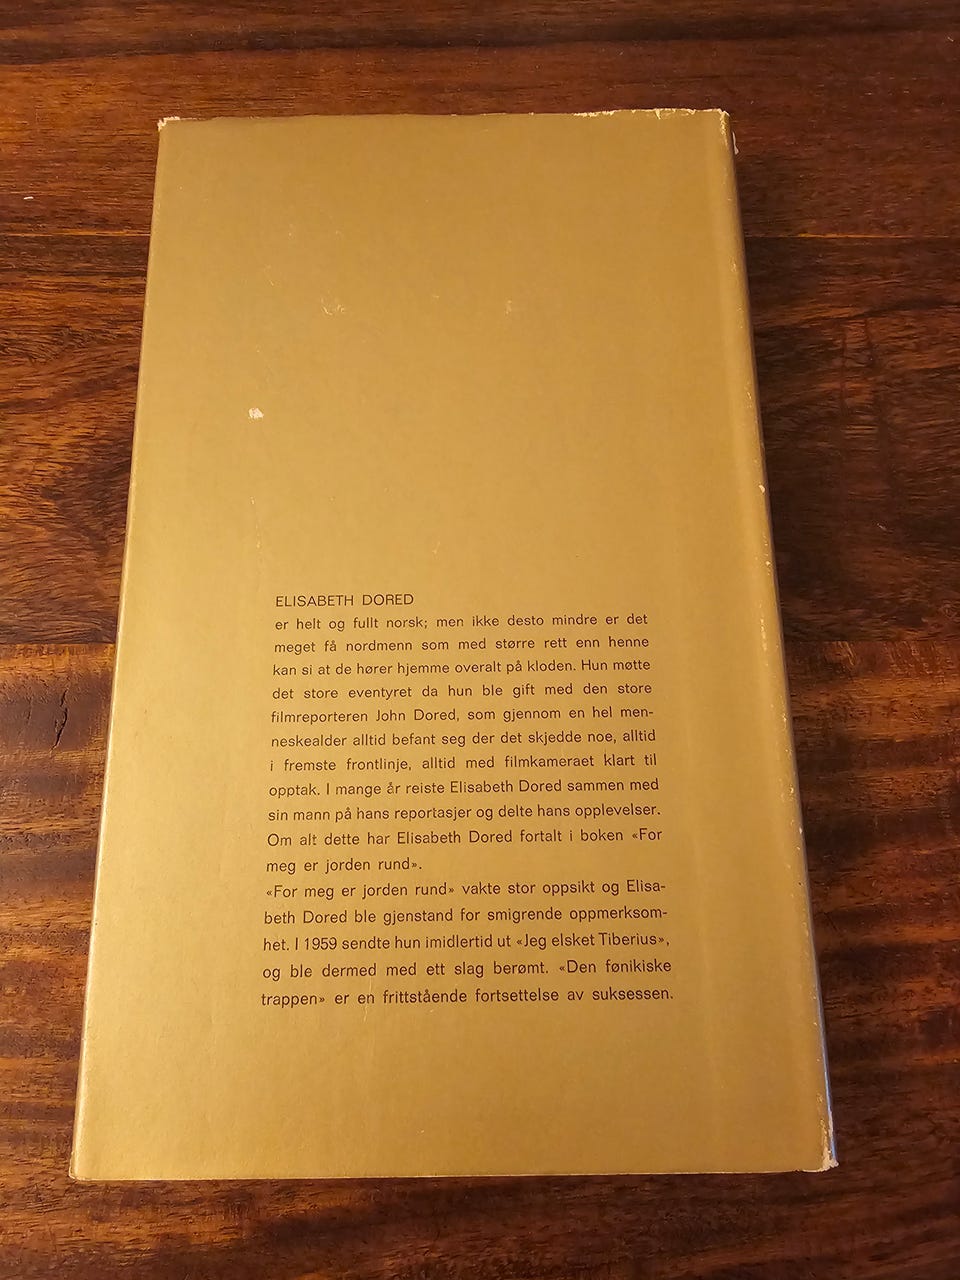 ELISABETH DORED
er helt og fullt norsk; men ikke desto mindre er det
meget få nordmenn som med større rett enn henne
kan si at de hører hjemme overalt på kloden. Hun møtte
det store eventyret da hun ble gift med den store
filmreporteren John Dored, som gjennom en hel men-
neskealder alltid befant seg der det skjedde noe, alltid
i fremste frontlinje, alltid med filmkameraet klart til
opptak. I mange år reiste Elisabeth Dored sammen med
sin mann på hans reportasjer og delte hans opplevelser.
Om alt dette har Elisabeth Dored fortalt i boken «For
meg er jorden rund».
«For meg er jorden rund» vakte stor oppsikt og Elisa-
beth Dored ble gjenstand for smigrende oppmerksom-
het. I 1959 sendte hun imidlertid ut «Jeg elsket Tiberius»,
og ble dermed med ett slag berømt. «Den fønikiske
trappen» er en frittstående fortsettelse av suksessen.